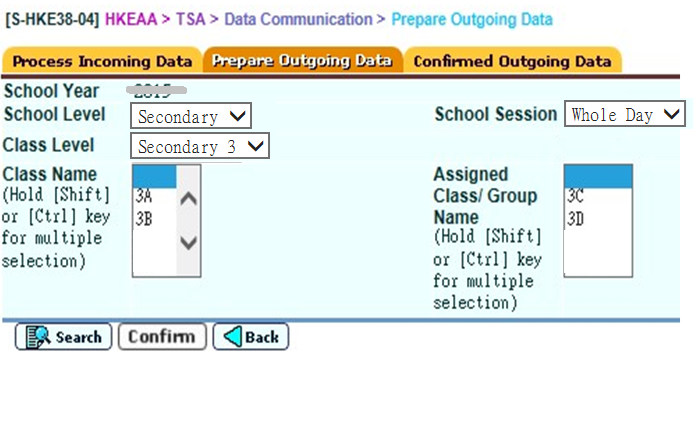 [S-HKE38-04] HKEAA > TSA > Data Communication > Prepare Outgoing Data
Process Incoming Data Prepare Outgoing Data Confirmed Outgoing Data
School Year
School Level Secondary School Session Whole Day
Class Level Secondary 3
Class Name Assigned
(Hold [Shift] 3A Class/ Group 3C
or [Ctrl] key 3B Name 3D
for multiple (Hold [Shift]
selection) or [Ctrl] key
for multiple
selection)
Search Confirm Back